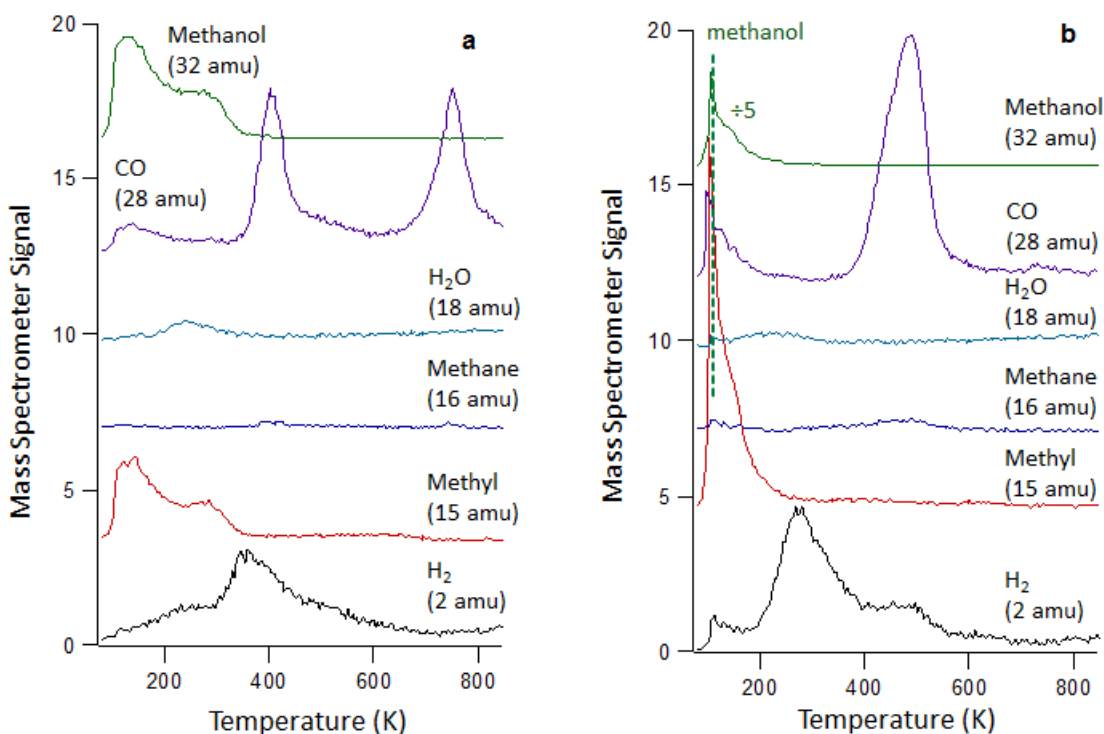 a
Mass Spectrometer Signal
20
15
10
5
0
Methanol
(32 amu)
CO
(28 amu)
H₂O
(18 amu)
Methane
(16 amu)
Methyl
(15 amu)
H₂
(2 amu)
200
400
600
800
Temperature (K)
b
Mass Spectrometer Signal
20
15
10
5
0
methanol
÷5
Methanol
(32 amu)
CO
(28 amu)
H₂O
(18 amu)
Methane
(16 amu)
Methyl
(15 amu)
H₂
(2 amu)
200
400
600
800
Temperature (K)